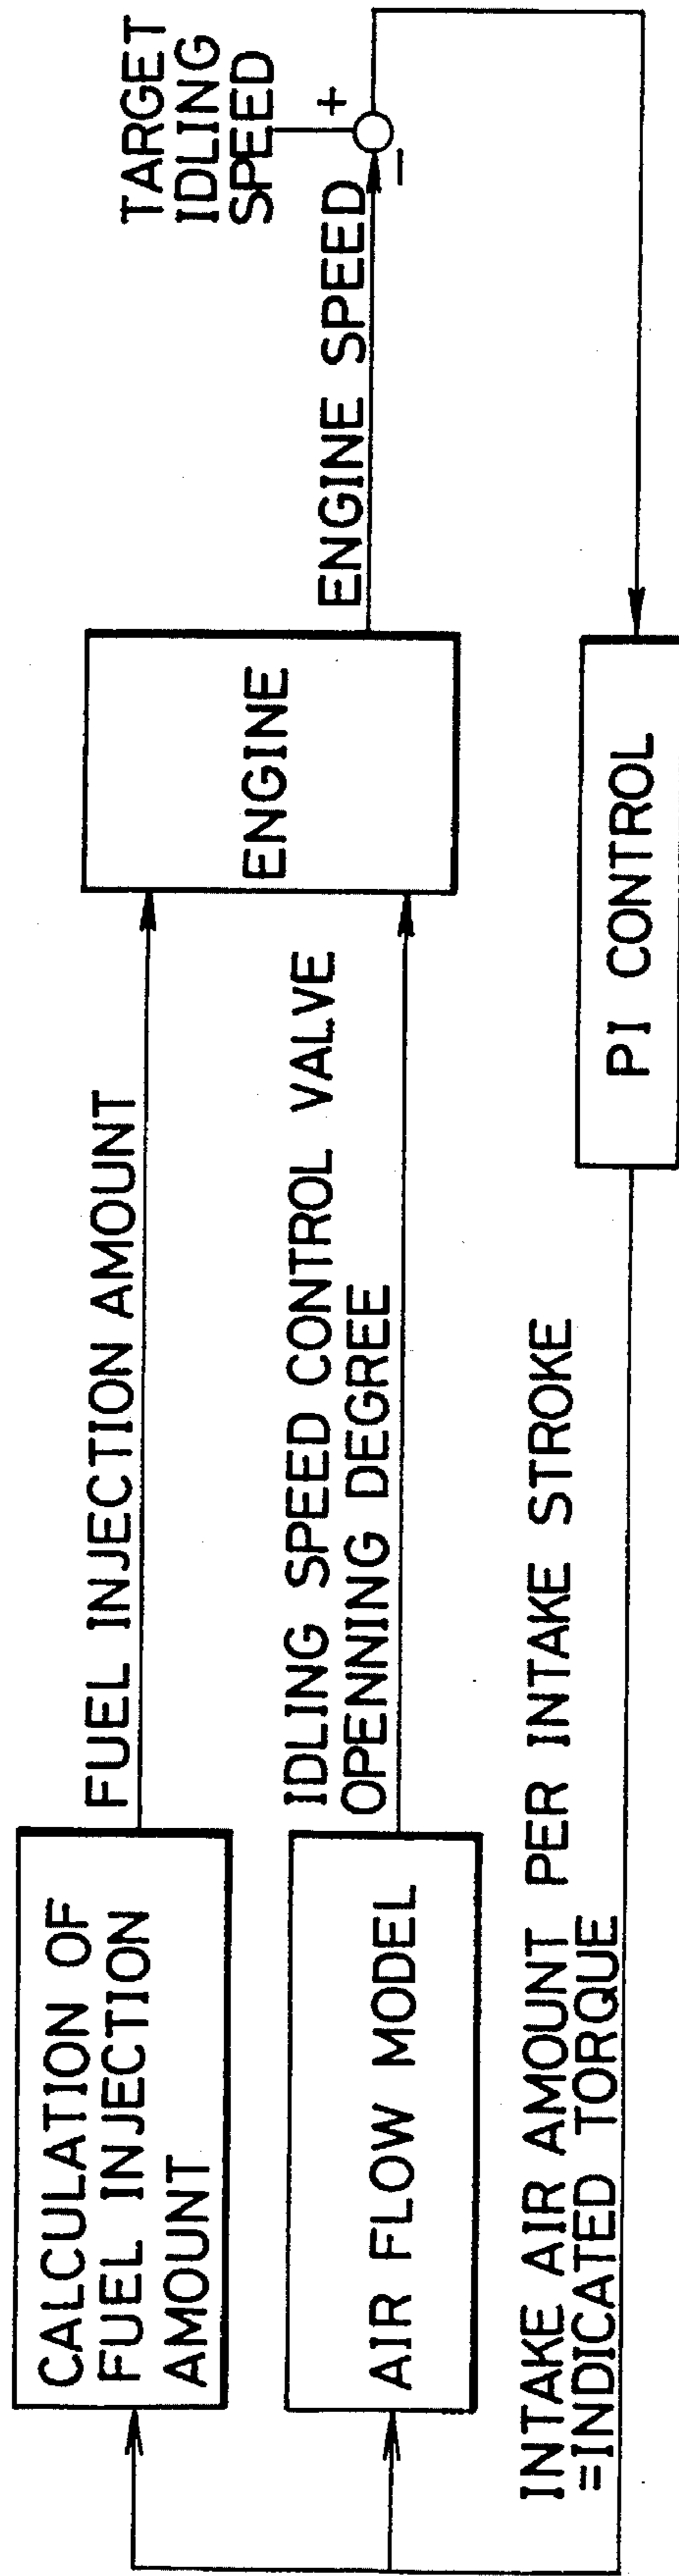 CALCULATION OF
FUEL INJECTION
AMOUNT
FUEL INJECTION AMOUNT
AIR FLOW MODEL
IDLING SPEED CONTROL VALVE
OPENNING DEGREE
ENGINE
ENGINE SPEED
TARGET
IDLING
SPEED
+
−
INTAKE AIR AMOUNT PER INTAKE STROKE
=INDICATED TORQUE
PI CONTROL